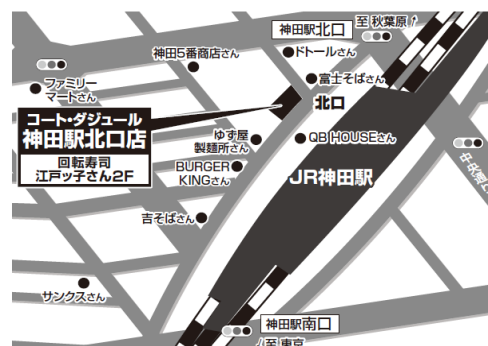 神田駅北口
至 秋葉原↑
神田5番商店さん
ドトールさん
ファミリー
マートさん
富士そばさん
北口
コート・ダジュール
神田駅北口店
回転寿司
江戸ッ子さん2F
ゆず屋
製麺所さん
QB HOUSEさん
BURGER
KINGさん
JR神田駅
中央通り
吉そばさん
サンクスさん
神田駅南口
/至 東京